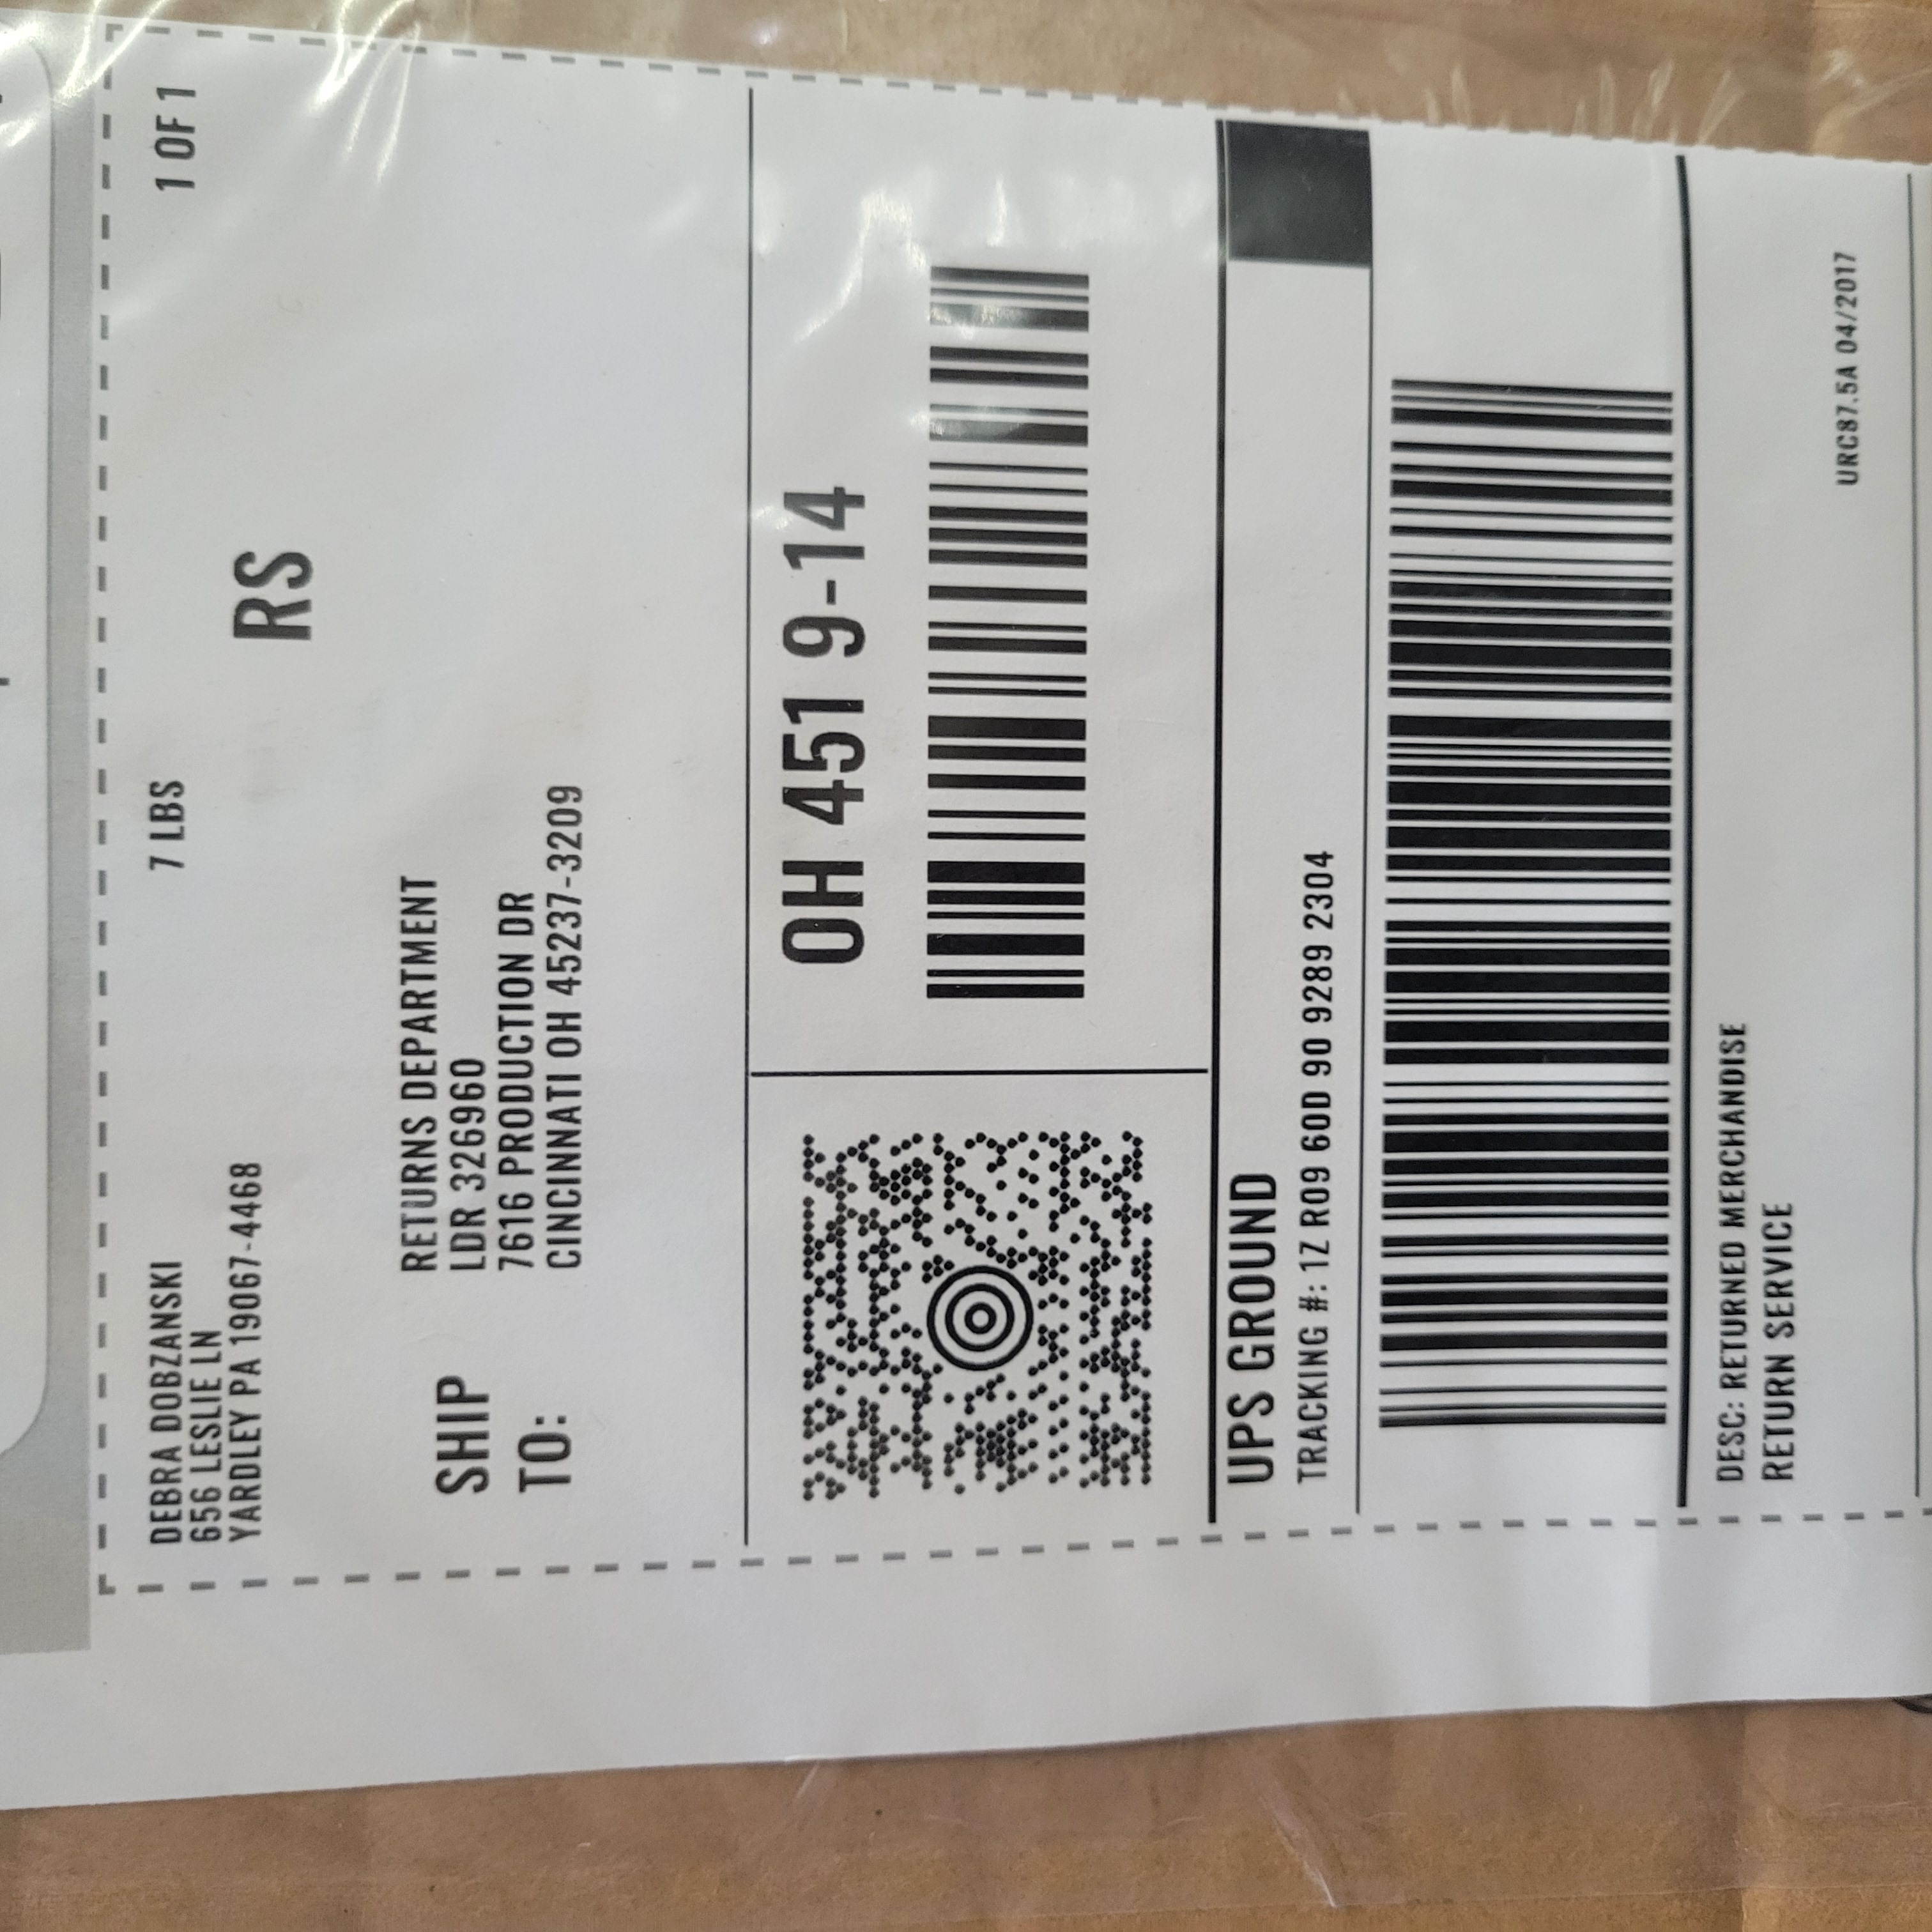 DEBRA DOBZANSKI
656 LESLIE LN
YARDLEY PA 19067-4468
7 LBS
1 OF 1
RS
SHIP
TO:
RETURNS DEPARTMENT
LDR 326960
7616 PRODUCTION DR
CINCINNATI OH 45237-3209
OH 451 9-14
UPS GROUND
TRACKING #: 1Z R09 60D 90 9289 2304
DESC: RETURNED MERCHANDISE
RETURN SERVICE
URC87.5A 04/2017